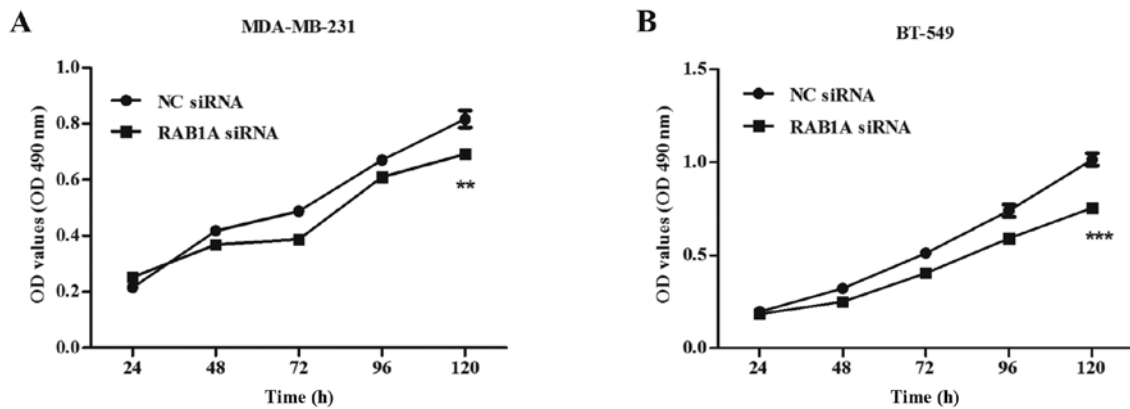 A
MDA-MB-231
OD values (OD 490 nm)
1.0
0.8
0.6
0.4
0.2
0.0
NC siRNA
RAB1A siRNA
**
24 48 72 96 120
Time (h)
B
BT-549
OD values (OD 490 nm)
1.5
1.0
0.5
0.0
NC siRNA
RAB1A siRNA
***
24 48 72 96 120
Time (h)